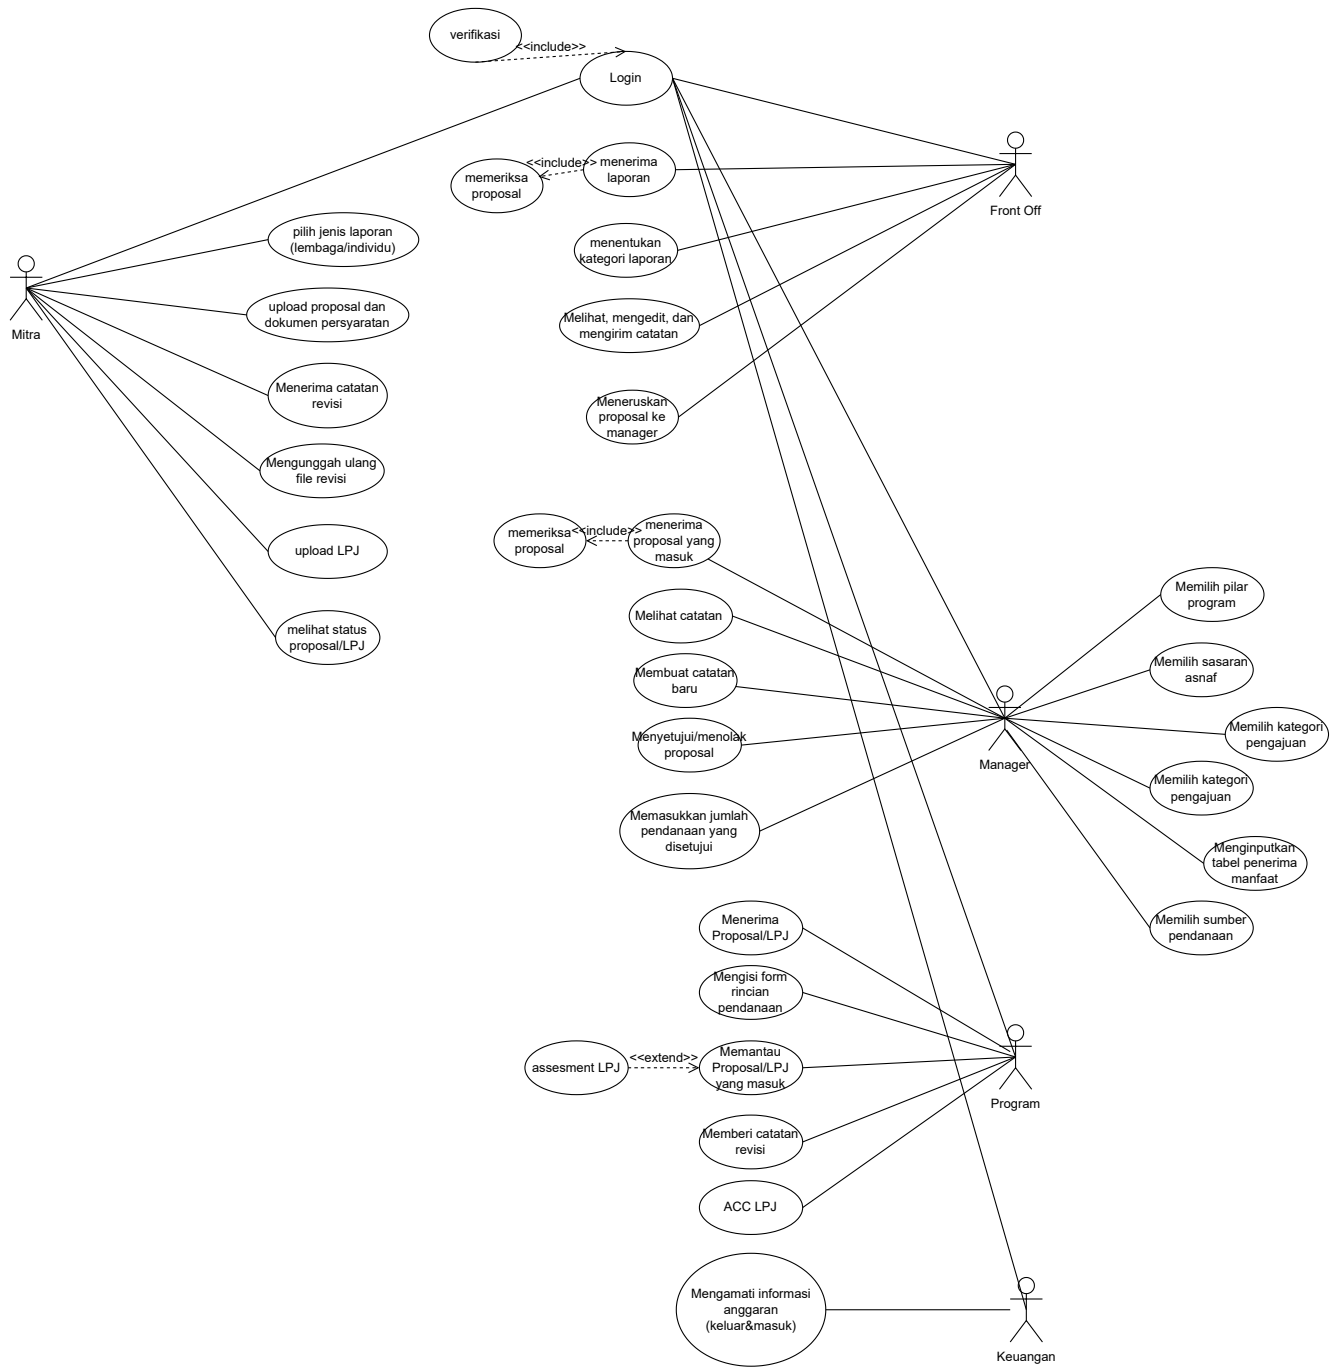 verifikasi
<<include>>
Login
<<include>>
menerima
laporan
memeriksa
proposal
Front Off
pilih jenis laporan
(lembaga/individu)
menentukan
kategori laporan
upload proposal dan
dokumen persyaratan
Melihat, mengedit, dan
mengirim catatan
Mitra
Menerima catatan
revisi
Meneruskan
proposal ke
manager
Mengunggah ulang
file revisi
upload LPJ
memeriksa
proposal
<<include>>
menerima
proposal yang
masuk
melihat status
proposal/LPJ
Melihat catatan
Memilih pilar
program
Membuat catatan
baru
Memilih sasaran
asnaf
Menyetujui/menolak
proposal
Memilih kategori
pengajuan
Manager
Memilih kategori
pengajuan
Memasukkan jumlah
pendanaan yang
disetujui
Menginputkan
tabel penerima
manfaat
Menerima
Proposal/LPJ
Memilih sumber
pendanaan
Mengisi form
rincian
pendanaan
assesment LPJ
<<extend>>
Memantau
Proposal/LPJ
yang masuk
Program
Memberi catatan
revisi
ACC LPJ
Mengamati informasi
anggaran
(keluar&masuk)
Keuangan